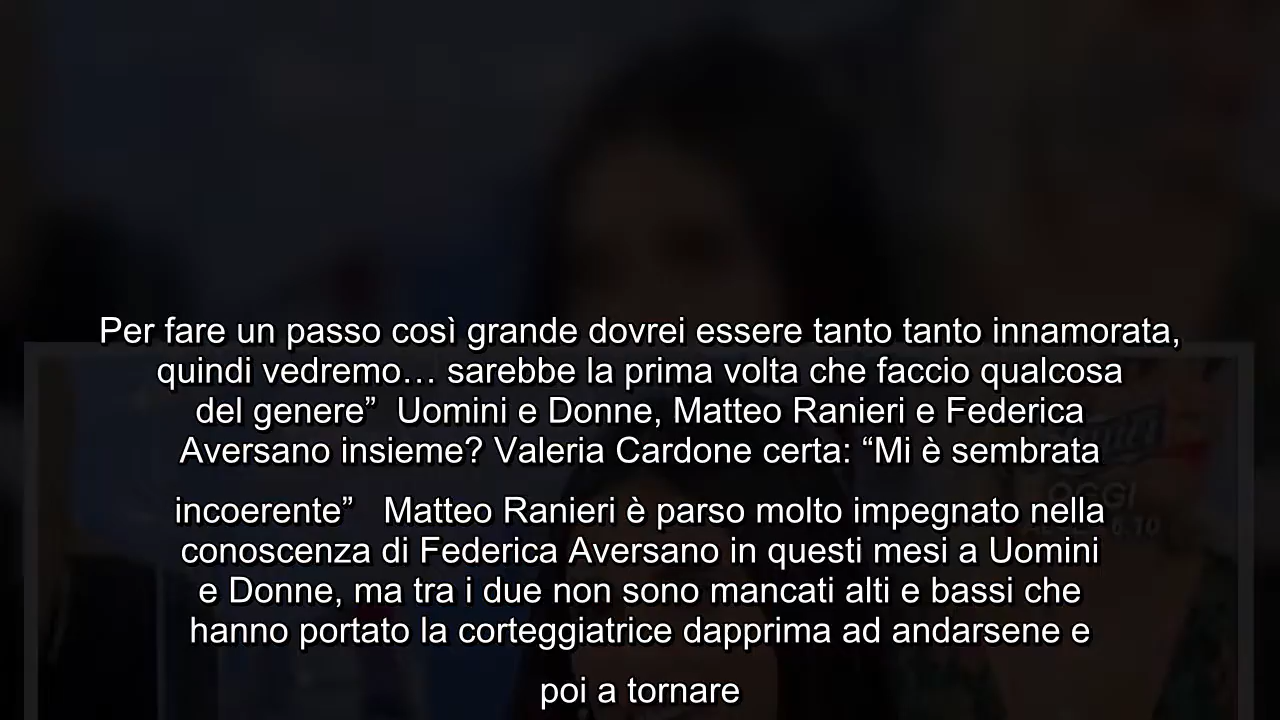 Per fare un passo così grande dovrei essere tanto tanto innamorata,
quindi vedremo… sarebbe la prima volta che faccio qualcosa
del genere”  Uomini e Donne, Matteo Ranieri e Federica
Aversano insieme? Valeria Cardone certa: “Mi è sembrata
incoerente”   Matteo Ranieri è parso molto impegnato nella
conoscenza di Federica Aversano in questi mesi a Uomini
e Donne, ma tra i due non sono mancati alti e bassi che
hanno portato la corteggiatrice dapprima ad andarsene e
poi a tornare
OGGI
6.10